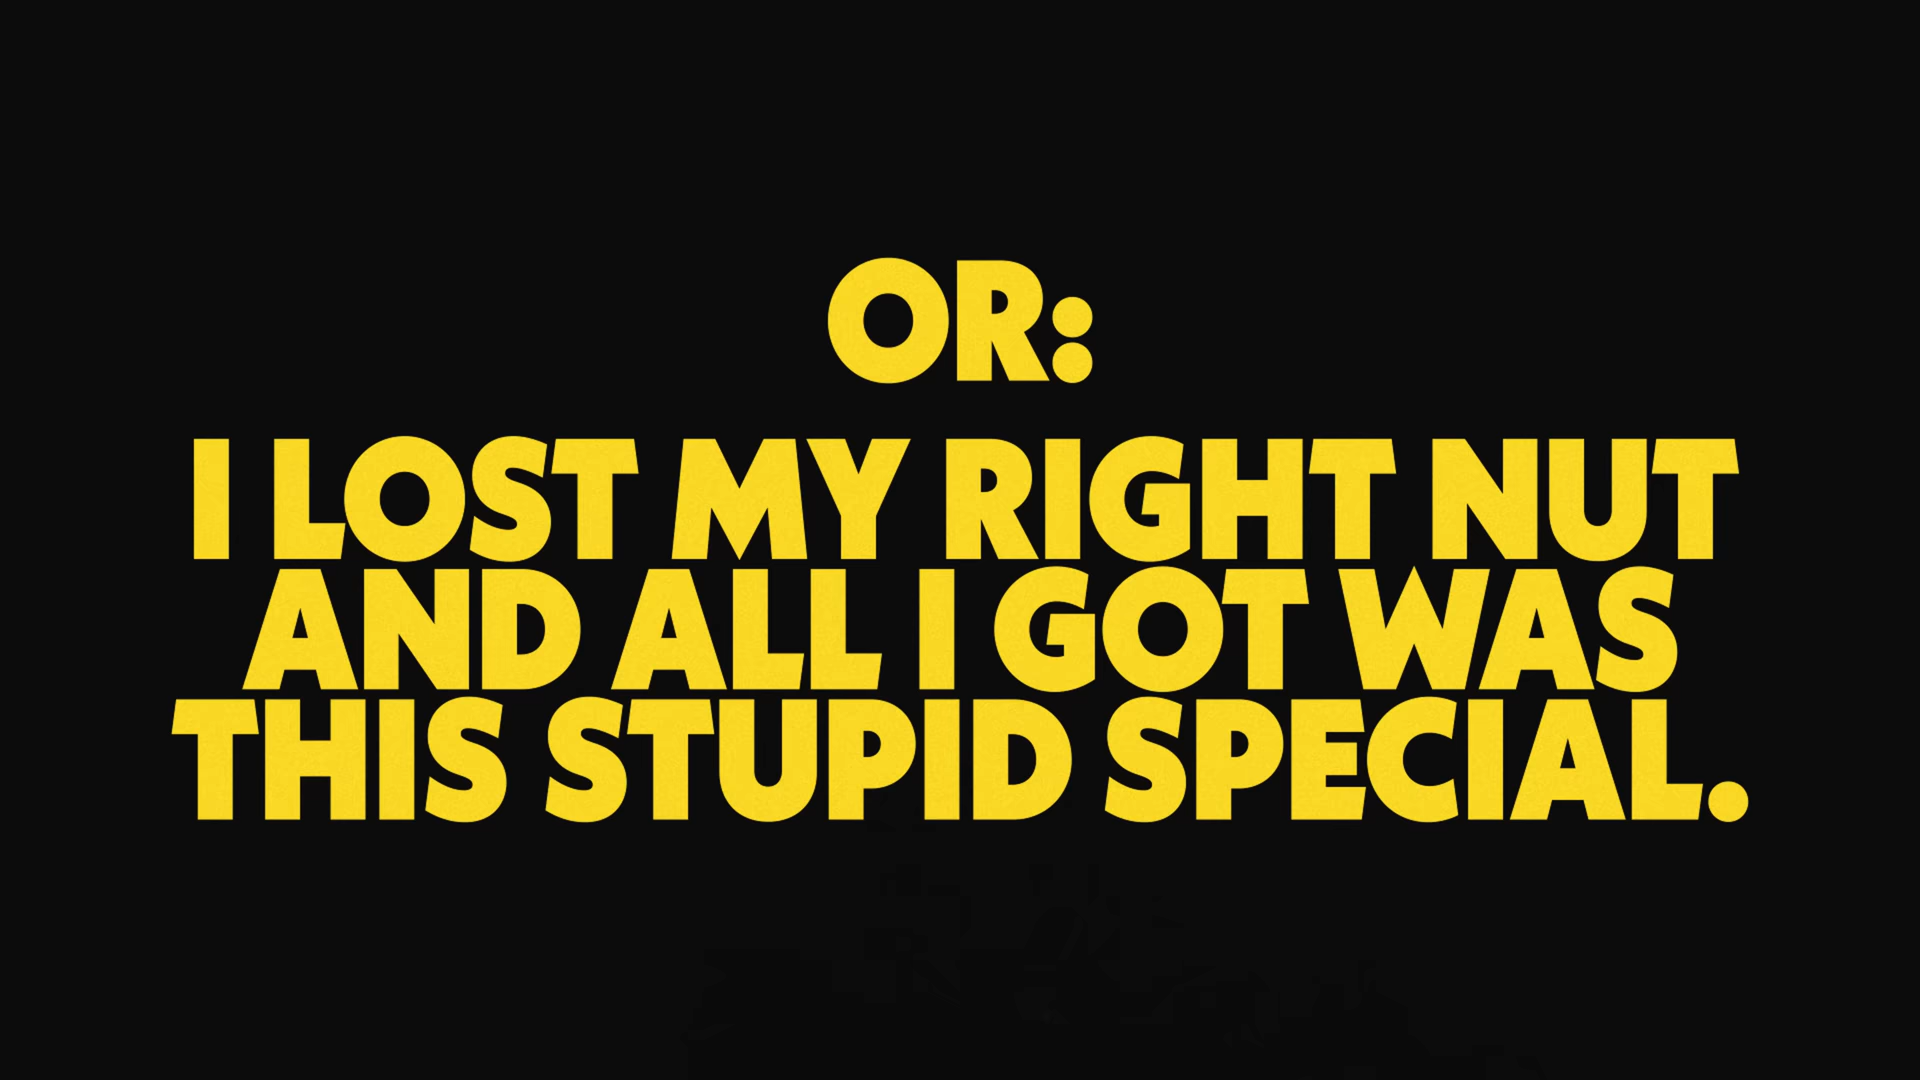 OR:
I LOST MY RIGHT NUT
AND ALL I GOT WAS
THIS STUPID SPECIAL.